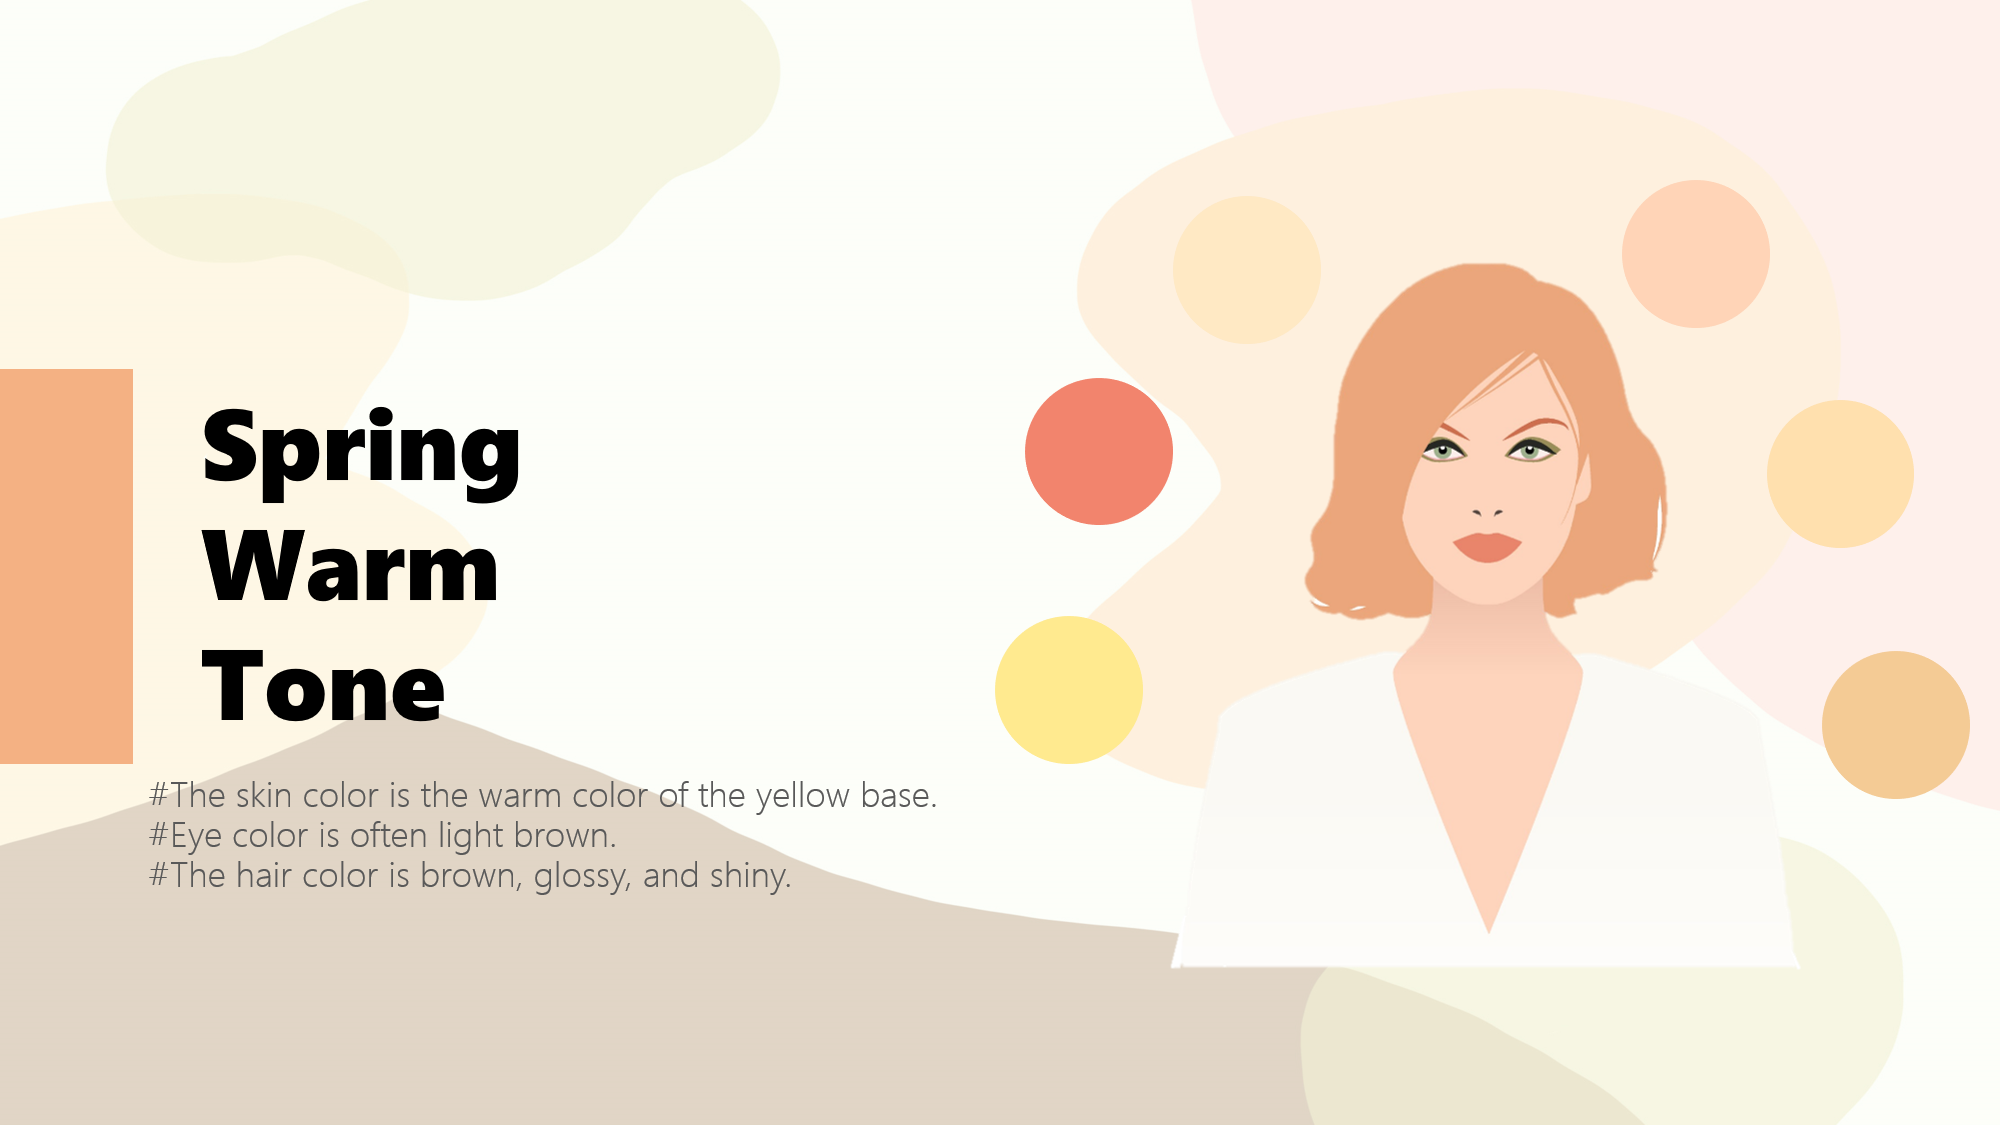 Spring
Warm
Tone
#The skin color is the warm color of the yellow base.
#Eye color is often light brown.
#The hair color is brown, glossy, and shiny.